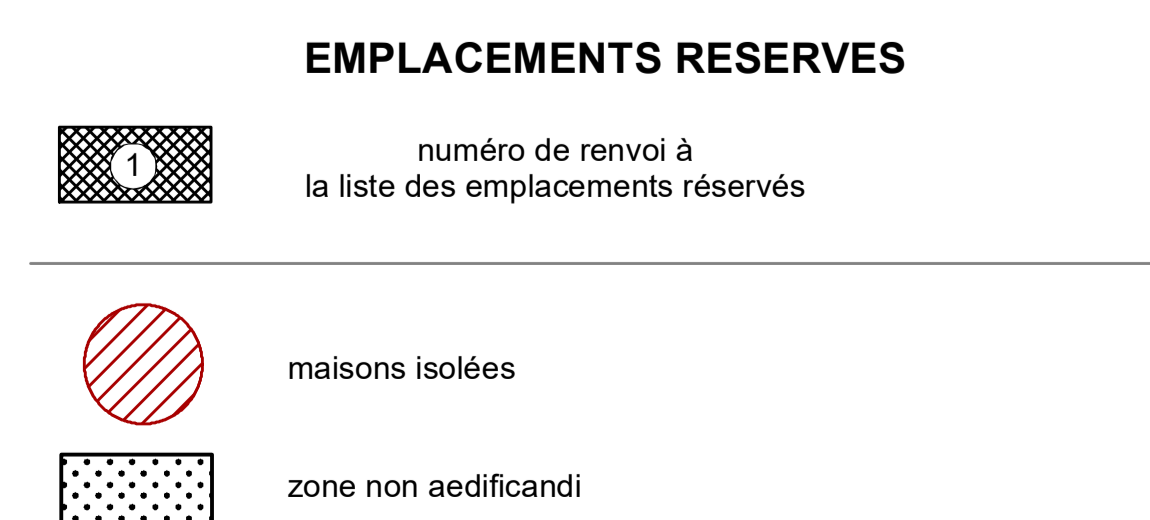 EMPLACEMENTS RESERVES
1
numéro de renvoi à
la liste des emplacements réservés
maisons isolées
zone non aedificandi